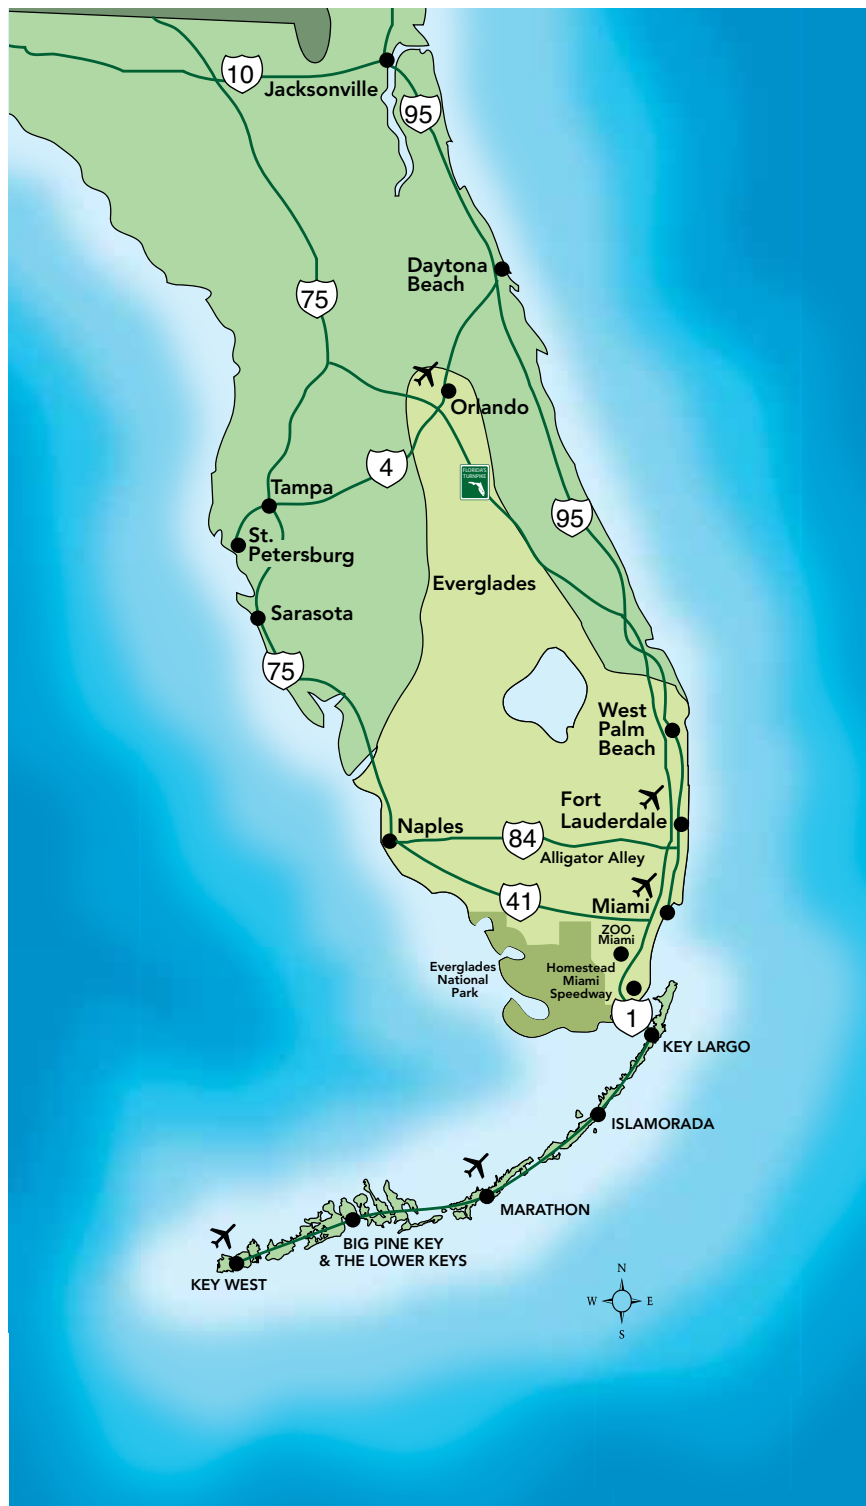 10
Jacksonville
95
Daytona
Beach
75
Orlando
4
FLORIDA'S
TURNPIKE
Tampa
95
St.
Petersburg
Everglades
Sarasota
75
West
Palm
Beach
Fort
Lauderdale
Naples
84
Alligator Alley
41
Miami
ZOO
Miami
Everglades
National
Park
Homestead
Miami
Speedway
1
KEY LARGO
ISLAMORADA
MARATHON
BIG PINE KEY
& THE LOWER KEYS
KEY WEST
N
W
E
S